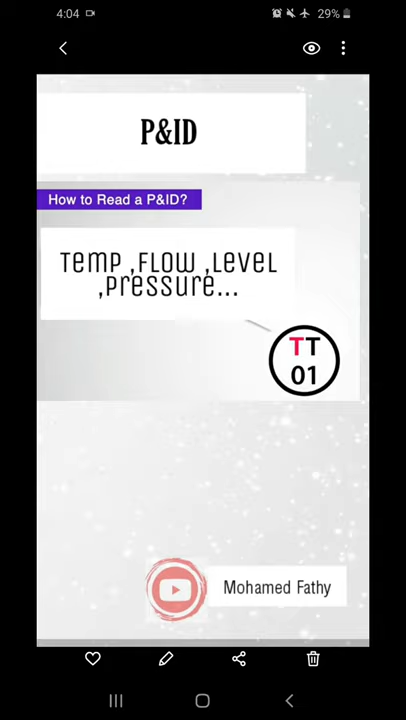 4:04
29%
P&ID
How to Read a P&ID?
Temp ,Flow ,Level
,Pressure...
TT
01
Mohamed Fathy